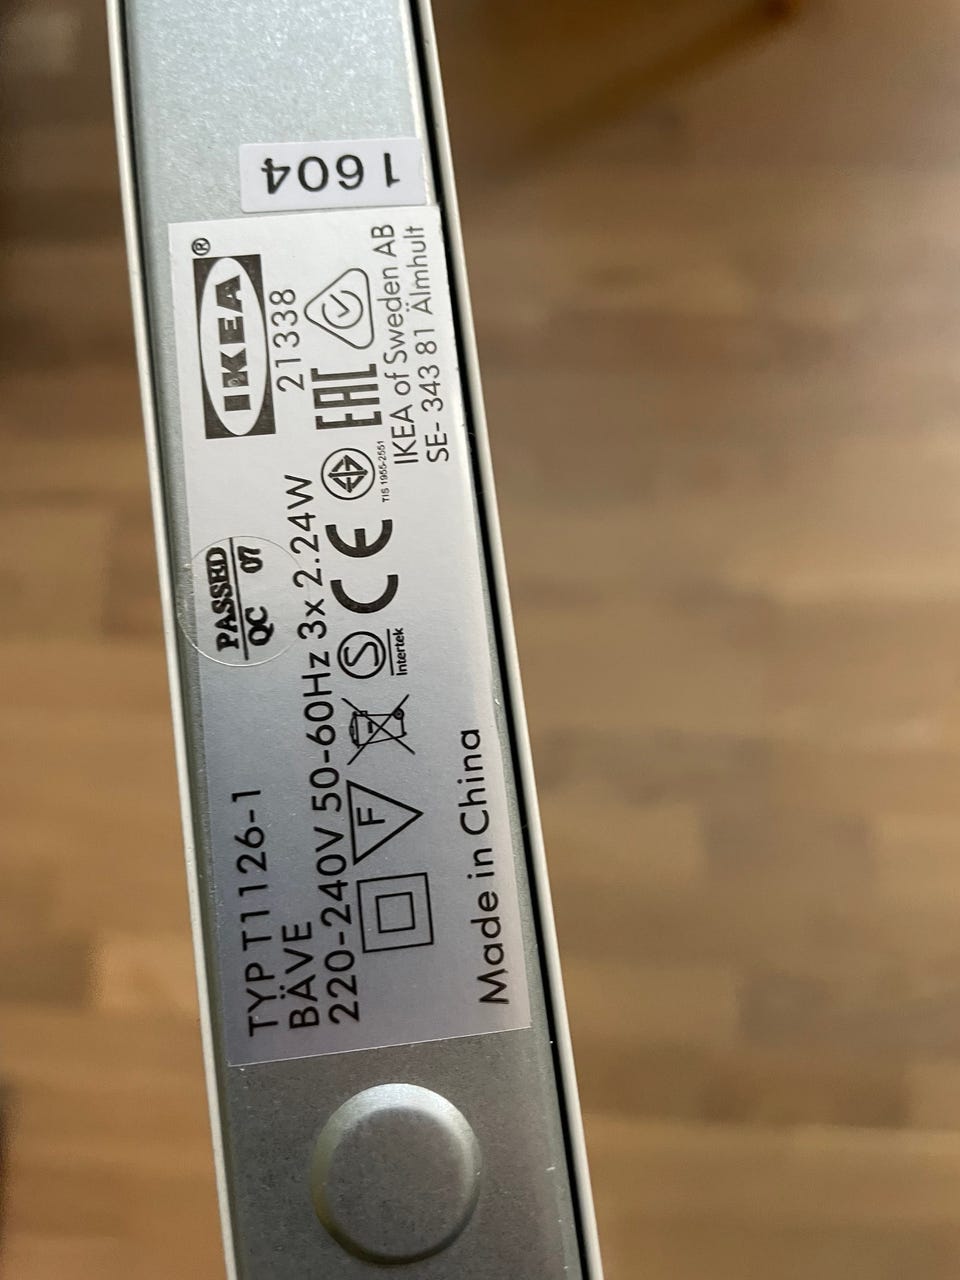 1604
IKEA®
21338
PASSED
QC 07
TYP T1126-1
BÄVE
220-240V 50-60Hz 3x 2.24W
F
S
Intertek
CE
TIS 1955-2551
EAC
IKEA of Sweden AB
SE- 343 81 Älmhult
Made in China